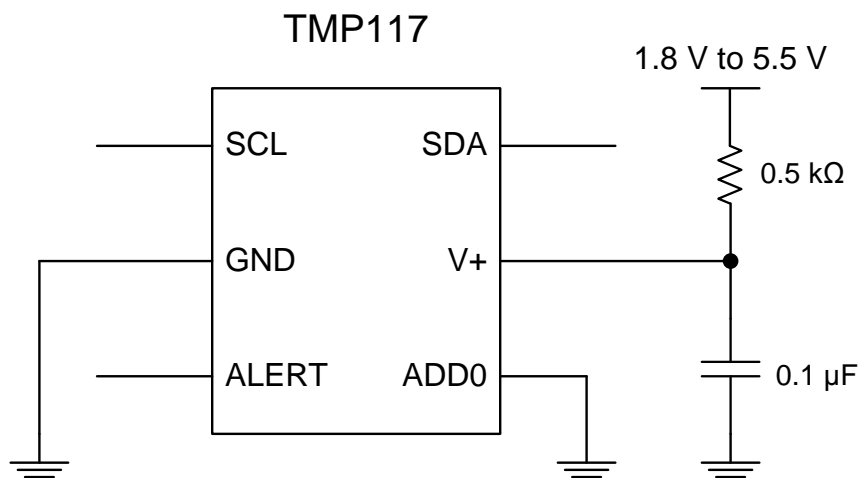 TMP117
1.8 V to 5.5 V
SCL
SDA
0.5 kΩ
GND
V+
ALERT
ADD0
0.1 µF